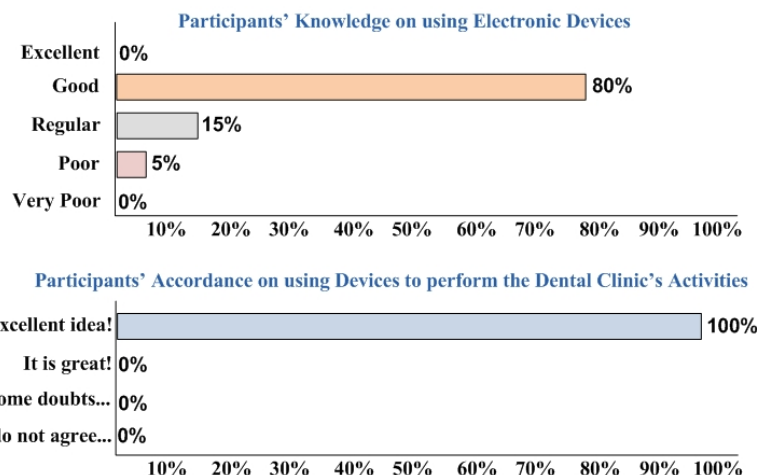 Participants’ Knowledge on using Electronic Devices
Excellent 0%
Good 80%
Regular 15%
Poor 5%
Very Poor 0%
10% 20% 30% 40% 50% 60% 70% 80% 90% 100%
Participants’ Accordance on using Devices to perform the Dental Clinic’s Activities
xcellent idea! 100%
It is great! 0%
ome doubts... 0%
do not agree... 0%
10% 20% 30% 40% 50% 60% 70% 80% 90% 100%